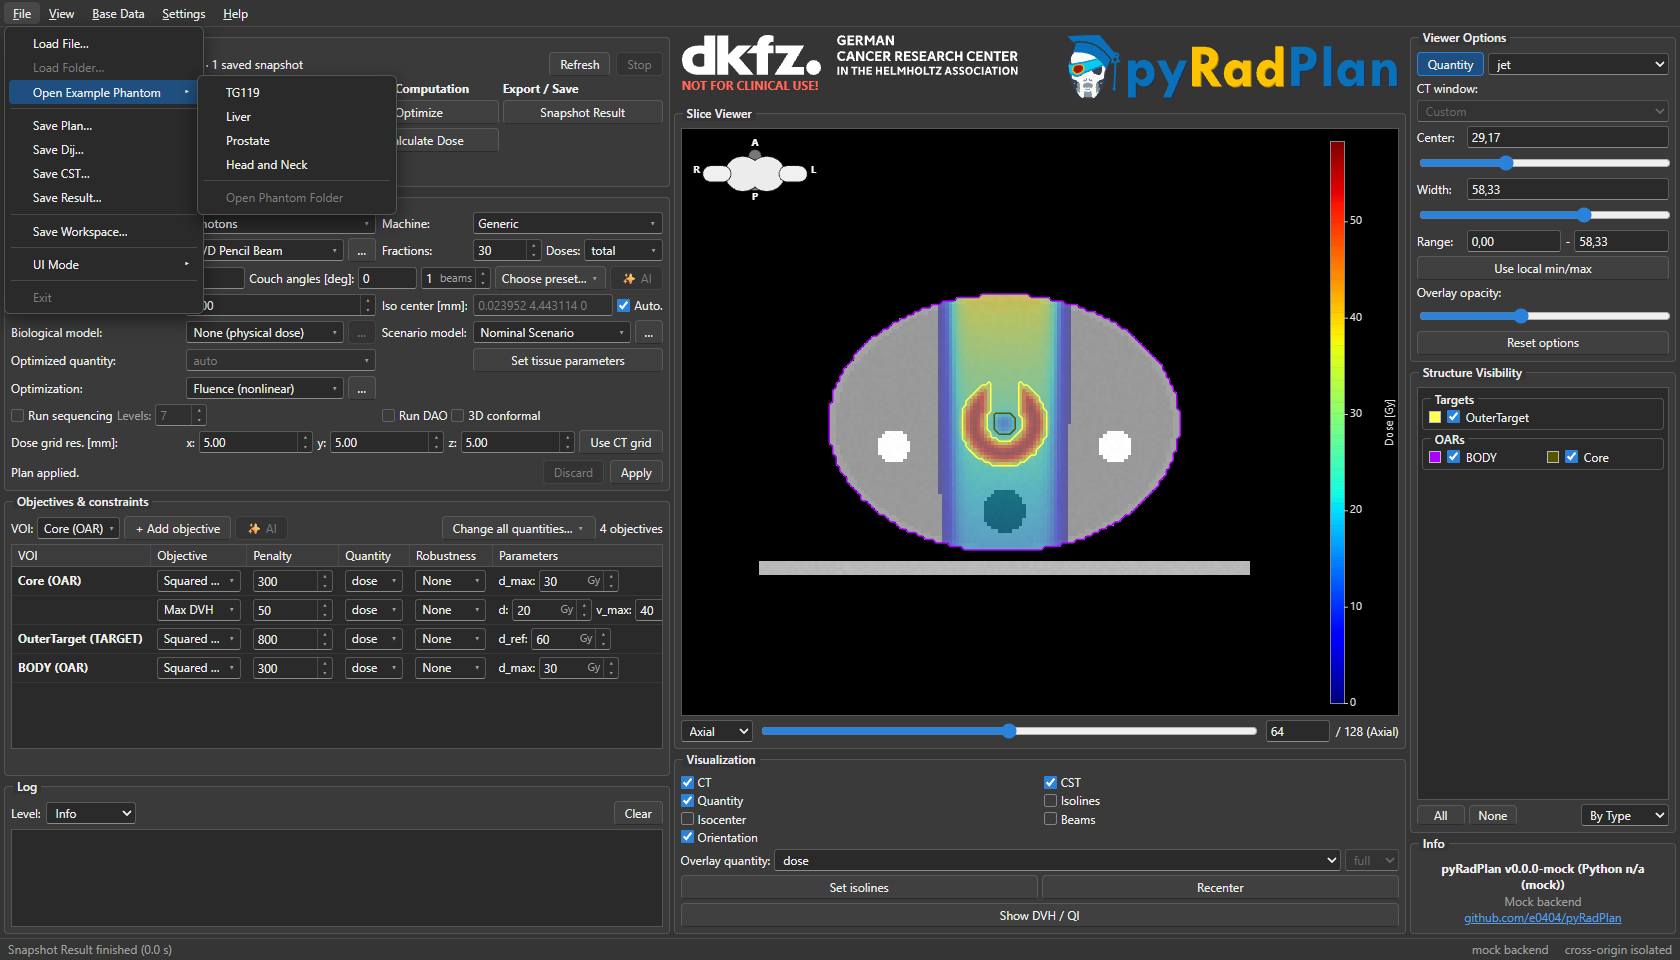 File View Base Data Settings Help
Load File...
Load Folder...
Open Example Phantom
Save Plan...
Save Dij...
Save CST...
Save Result...
Save Workspace...
UI Mode
Exit
TG119
Liver
Prostate
Head and Neck
Open Phantom Folder
· 1 saved snapshot
Refresh Stop
Computation Export / Save
Optimize Snapshot Result
lculate Dose
hotons Machine: Generic
Pencil Beam ... Fractions: 30 Doses: total
Couch angles [deg]: 0 1 beams Choose preset... AI
00 Iso center [mm]: 0.023952 4.443114 0 Auto.
Biological model: None (physical dose) ... Scenario model: Nominal Scenario ...
Optimized quantity: auto Set tissue parameters
Optimization: Fluence (nonlinear) ...
Run sequencing Levels: 7 Run DAO 3D conformal
Dose grid res. [mm]: x: 5.00 y: 5.00 z: 5.00 Use CT grid
Plan applied. Discard Apply
Objectives & constraints
VOI: Core (OAR) + Add objective AI Change all quantities... 4 objectives
VOI Objective Penalty Quantity Robustness Parameters
Core (OAR) Squared ... 300 dose None d_max: 30 Gy
Max DVH 50 dose None d: 20 Gy v_max: 40
OuterTarget (TARGET) Squared ... 800 dose None d_ref: 60 Gy
BODY (OAR) Squared ... 300 dose None d_max: 30 Gy
Log
Level: Info Clear
dkfz.
GERMAN
CANCER RESEARCH CENTER
IN THE HELMHOLTZ ASSOCIATION
NOT FOR CLINICAL USE!
pyRadPlan
Slice Viewer
A
R L
P
50
40
30
20
10
0
Dose [Gy]
Axial 64 / 128 (Axial)
Visualization
CT CST
Quantity Isolines
Isocenter Beams
Orientation
Overlay quantity: dose full
Set isolines Recenter
Show DVH / QI
Viewer Options
Quantity jet
CT window:
Custom
Center: 29,17
Width: 58,33
Range: 0,00 - 58,33
Use local min/max
Overlay opacity:
Reset options
Structure Visibility
Targets
OuterTarget
OARs
BODY Core
All None By Type
Info
pyRadPlan v0.0.0-mock (Python n/a
(mock))
Mock backend
github.com/e0404/pyRadPlan
Snapshot Result finished (0.0 s) mock backend cross-origin isolated